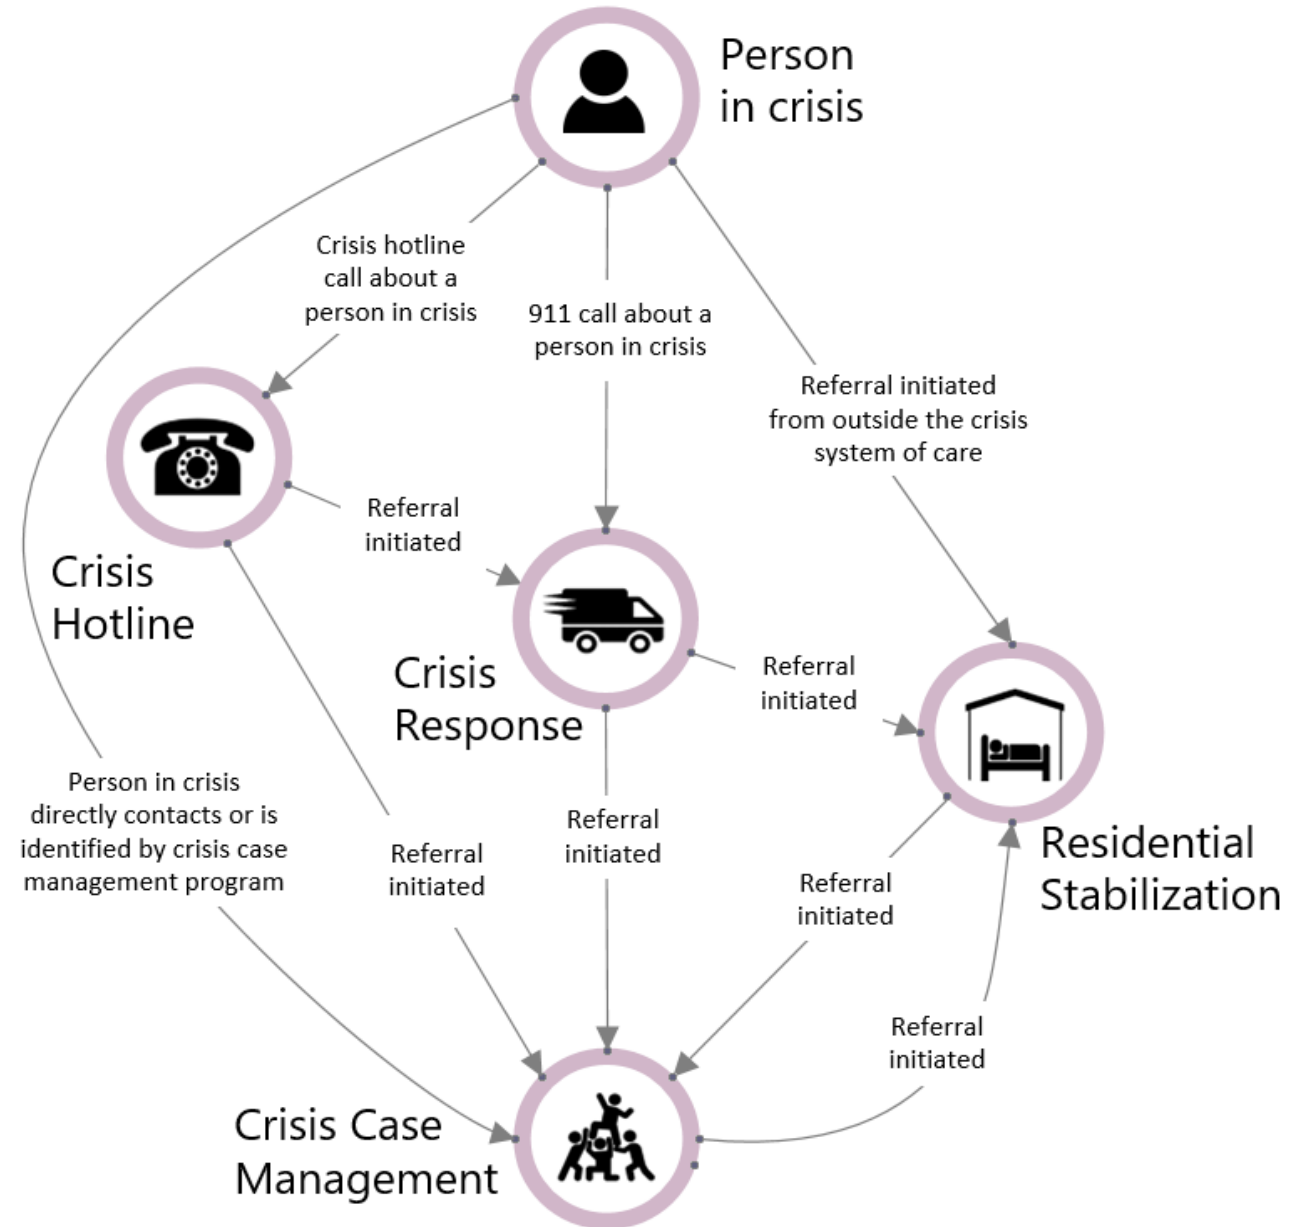 Person
in crisis
Crisis hotline
call about a
person in crisis
911 call about a
person in crisis
Referral initiated
from outside the crisis
system of care
Referral
initiated
Crisis
Hotline
Crisis
Response
Referral
initiated
Person in crisis
directly contacts or is
identified by crisis case
management program
Referral
initiated
Referral
initiated
Referral
initiated
Residential
Stabilization
Referral
initiated
Crisis Case
Management